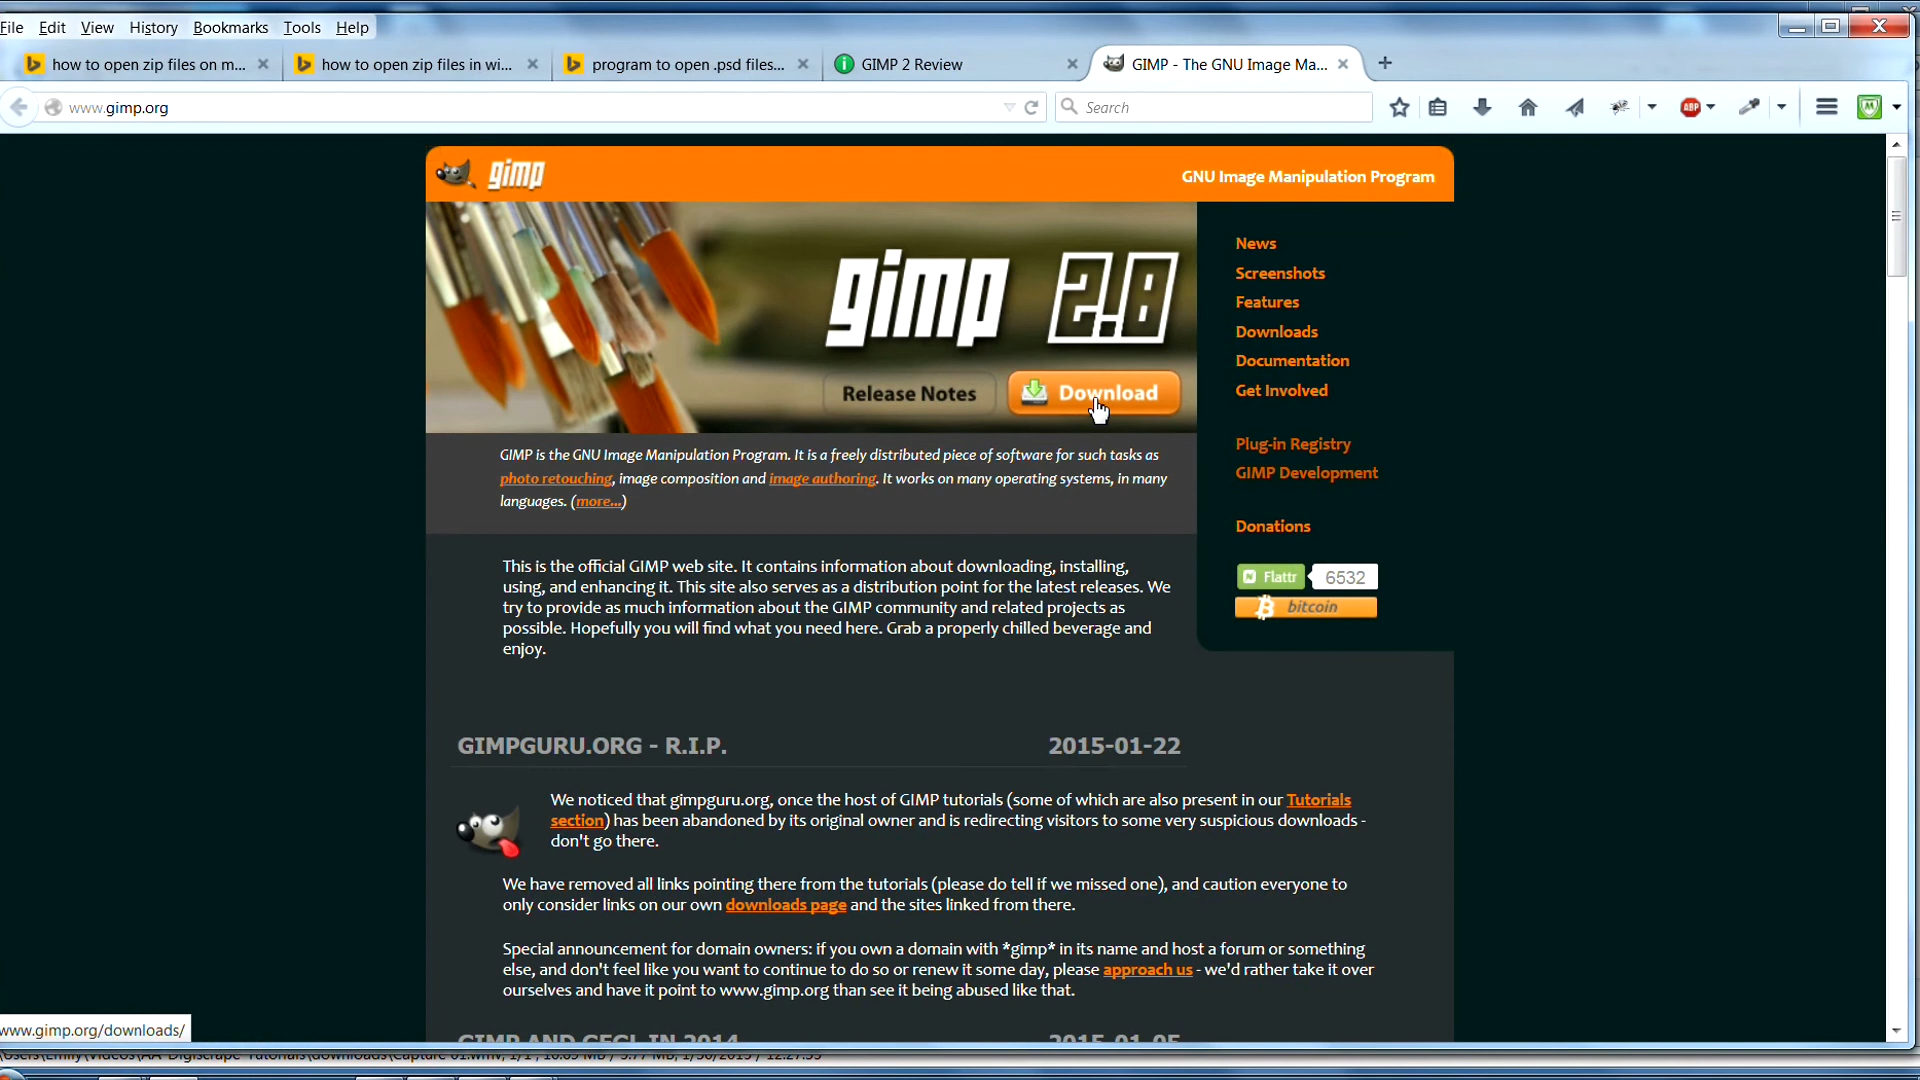 File Edit View History Bookmarks Tools Help
how to open zip files on m... how to open zip files in wi... program to open .psd files... GIMP 2 Review GIMP - The GNU Image Ma...
www.gimp.org Search
gimp GNU Image Manipulation Program
gimp 2.8
Release Notes Download
News
Screenshots
Features
Downloads
Documentation
Get Involved
Plug-in Registry
GIMP Development
Donations
Flattr 6532
bitcoin
GIMP is the GNU Image Manipulation Program. It is a freely distributed piece of software for such tasks as
photo retouching, image composition and image authoring. It works on many operating systems, in many
languages. (more...)
This is the official GIMP web site. It contains information about downloading, installing,
using, and enhancing it. This site also serves as a distribution point for the latest releases. We
try to provide as much information about the GIMP community and related projects as
possible. Hopefully you will find what you need here. Grab a properly chilled beverage and
enjoy.
GIMPGURU.ORG - R.I.P. 2015-01-22
We noticed that gimpguru.org, once the host of GIMP tutorials (some of which are also present in our Tutorials
section) has been abandoned by its original owner and is redirecting visitors to some very suspicious downloads -
don't go there.
We have removed all links pointing there from the tutorials (please do tell if we missed one), and caution everyone to
only consider links on our own downloads page and the sites linked from there.
Special announcement for domain owners: if you own a domain with *gimp* in its name and host a forum or something
else, and don't feel like you want to continue to do so or renew it some day, please approach us - we'd rather take it over
ourselves and have it point to www.gimp.org than see it being abused like that.
GIMP AND GEGL IN 2014 2015-01-05
www.gimp.org/downloads/